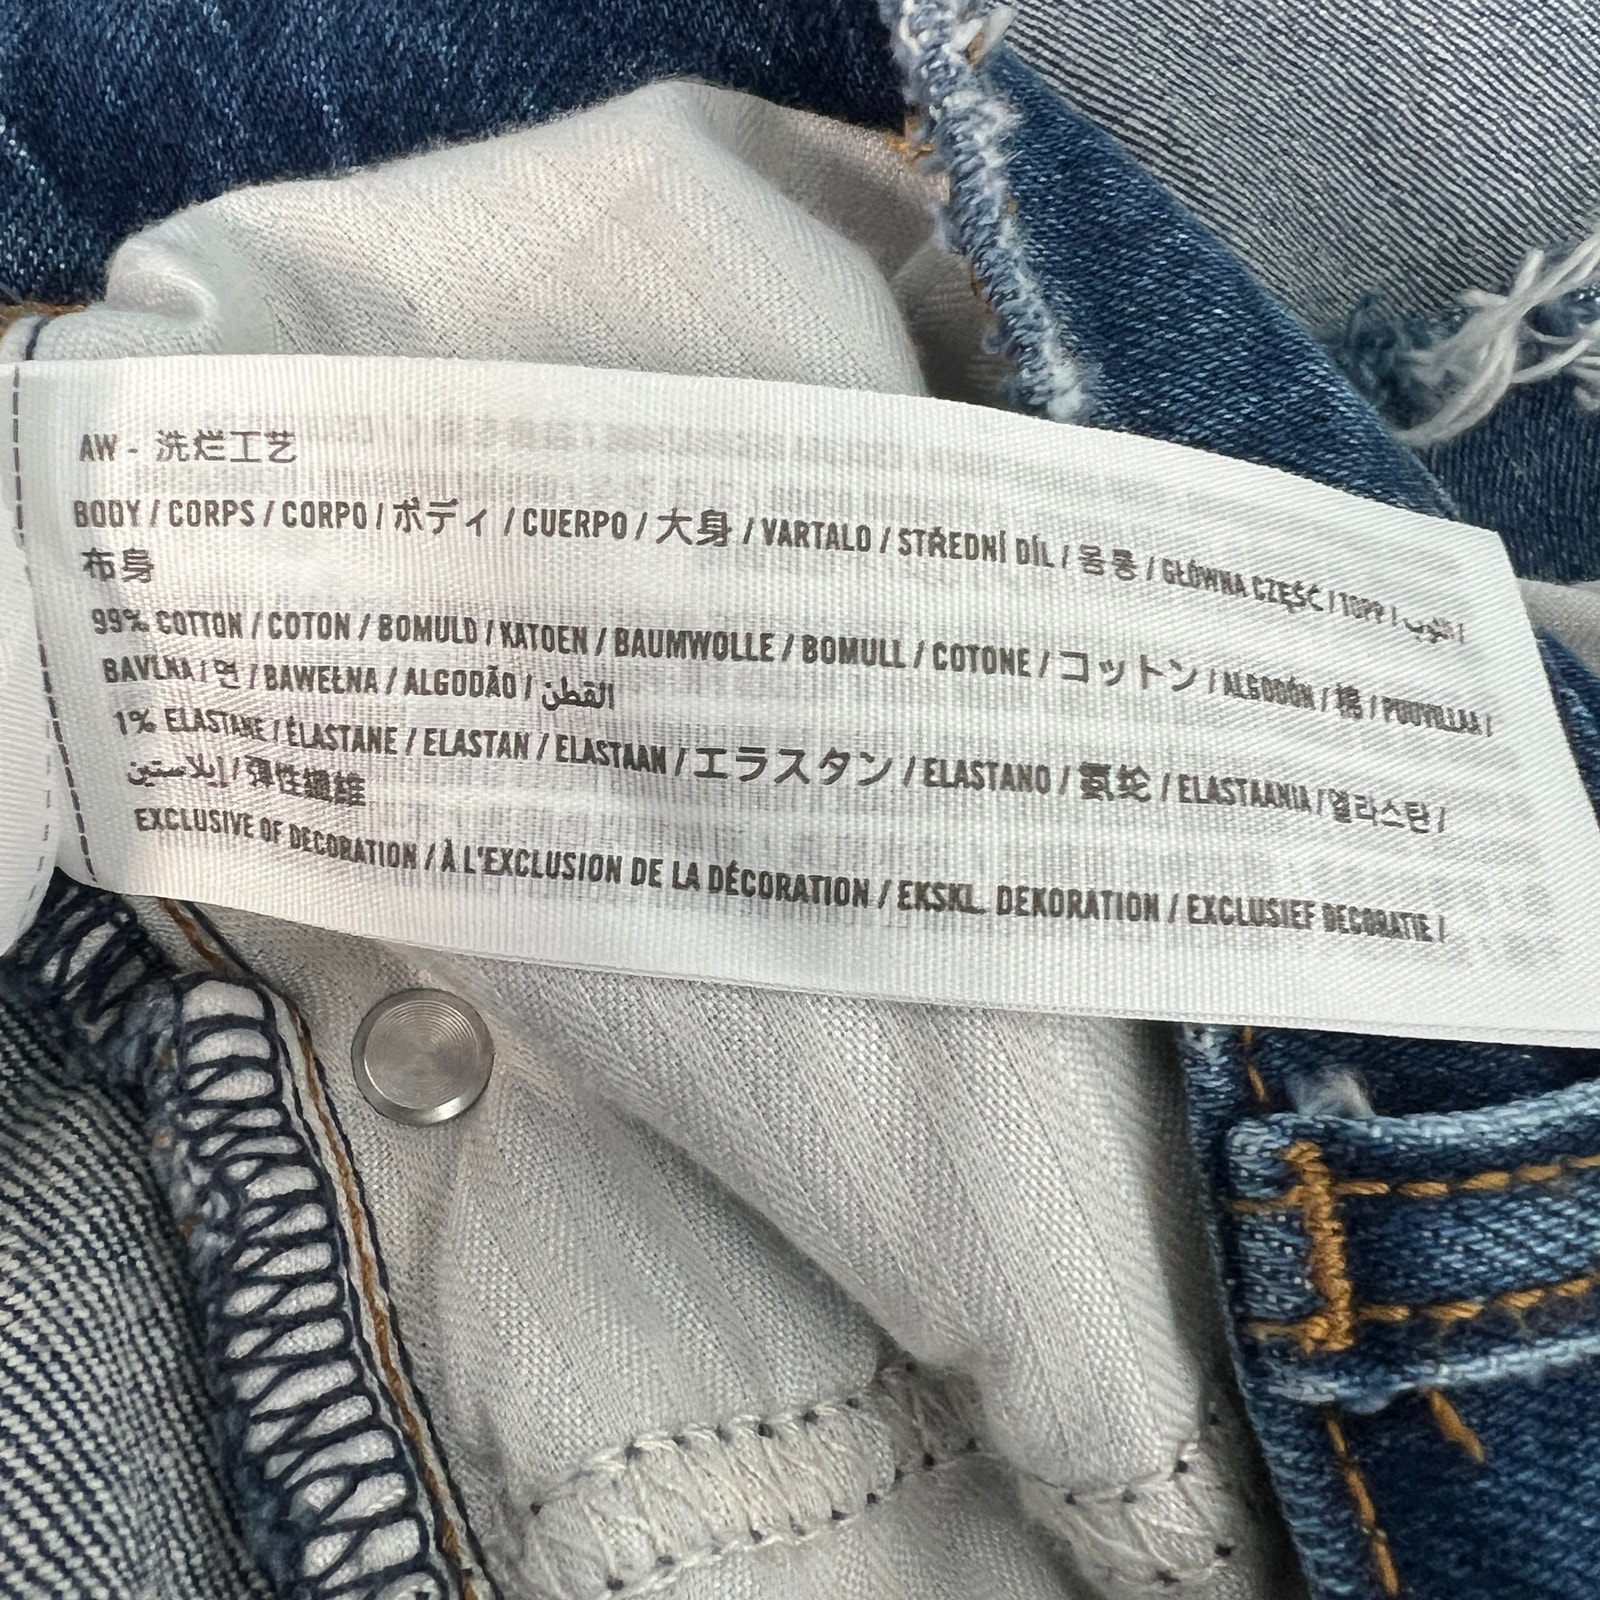 AW - 洗烂工艺
BODY / CORPS / CORPO / ボディ / CUERPO / 大身 / VARTALO / STŘEDNÍ DÍL / 몸통 / GŁÓWNA CZĘŚĆ / TOPP / الثوب /
布身
99% COTTON / COTON / BOMULD / KATOEN / BAUMWOLLE / BOMULL / COTONE / コットン / ALGODÓN / 棉 / PUUVILLAA /
BAVLNA / 면 / BAWEŁNA / ALGODÃO / القطن
1% ELASTANE / ÉLASTANE / ELASTAN / ELASTAAN / エラスタン / ELASTANO / 氨纶 / ELASTAANIA / 엘라스탄 /
إيلاستين / 彈性纖維
EXCLUSIVE OF DECORATION / À L'EXCLUSION DE LA DÉCORATION / EKSKL. DEKORATION / EXCLUSIEF DECORATIE /